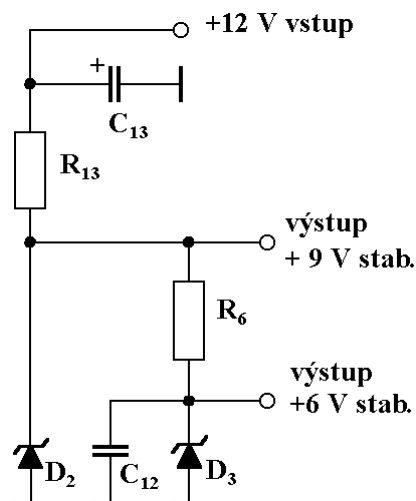 +12 V vstup
+
C13
R13
výstup
+ 9 V stab.
R6
výstup
+6 V stab.
D2
C12
D3